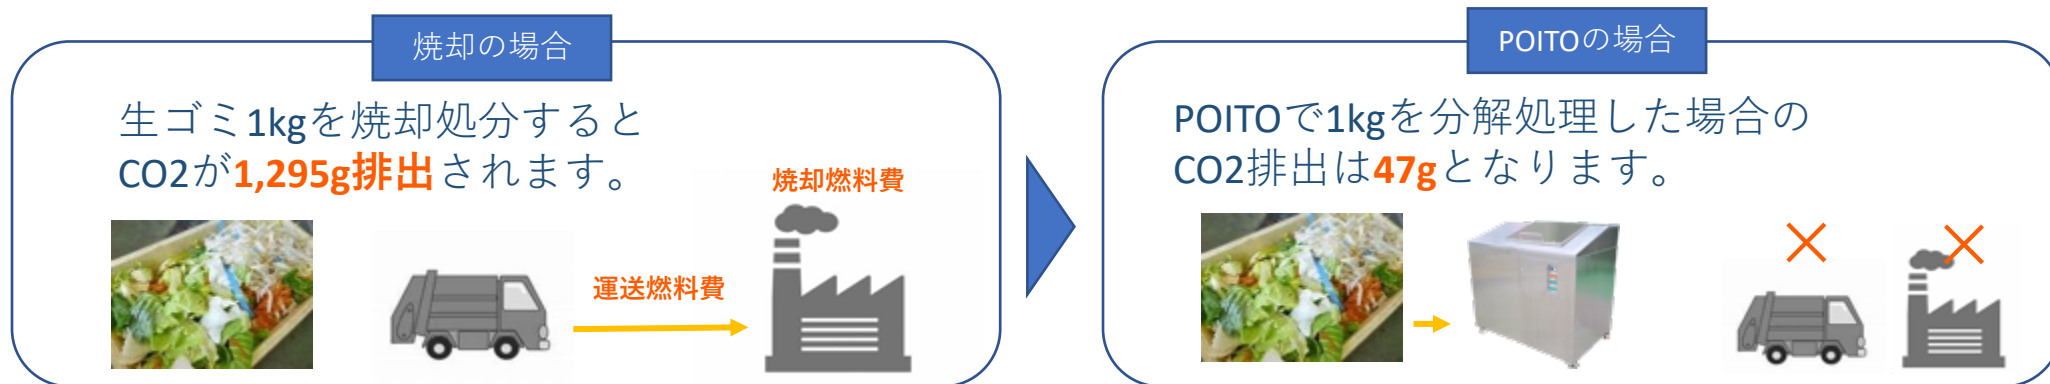 焼却の場合
生ゴミ1kgを焼却処分すると
CO2が1,295g排出されます。
焼却燃料費
運送燃料費
POITOの場合
POITOで1kgを分解処理した場合の
CO2排出は47gとなります。